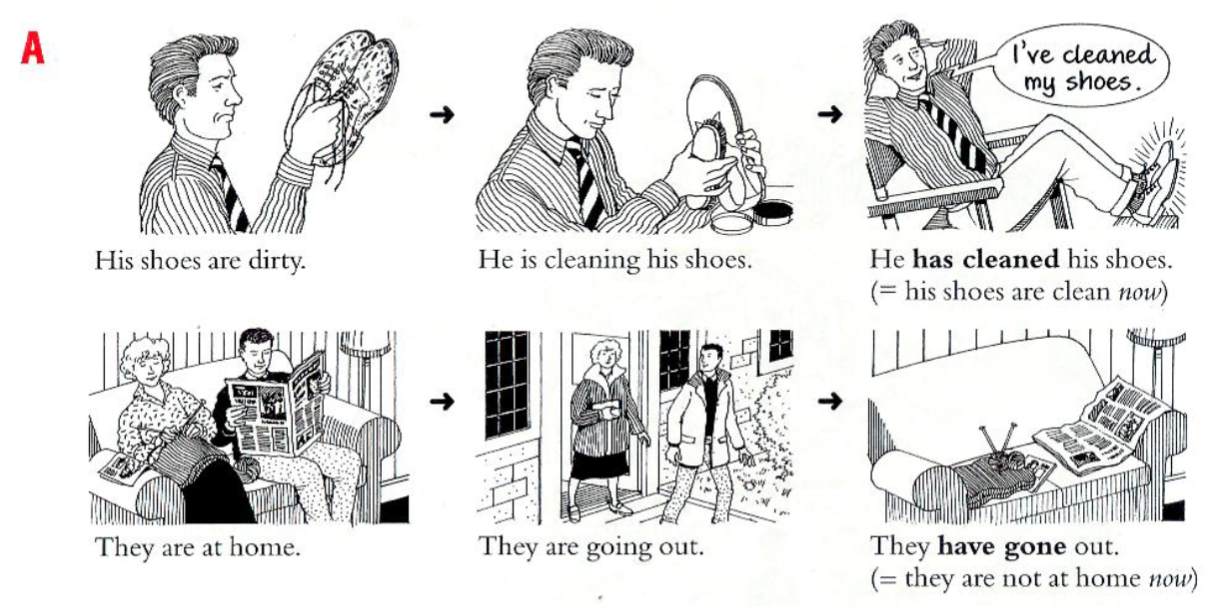 A
I've cleaned
my shoes.
His shoes are dirty.
He is cleaning his shoes.
He has cleaned his shoes.
(= his shoes are clean now)
They are at home.
They are going out.
They have gone out.
(= they are not at home now)